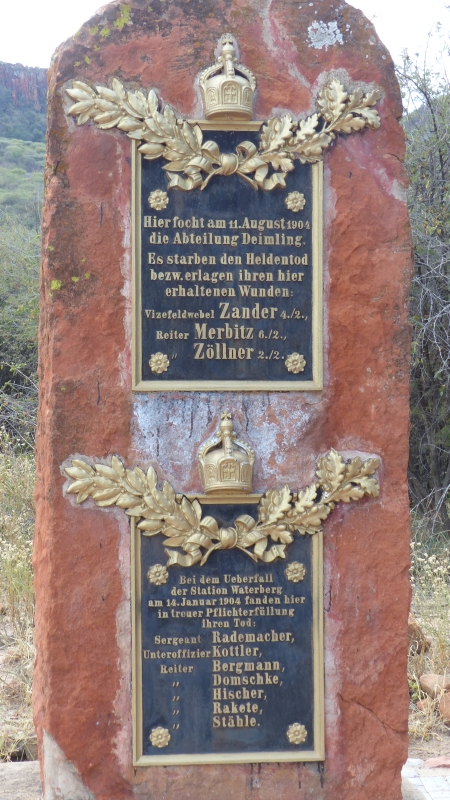 Hier focht am 11. August 1904
die Abteilung Deimling.
Es starben den Heldentod
bezw. erlagen ihren hier
erhaltenen Wunden:
Vizefeldwebel Zander 4./2.,
Reiter Merbitz 6./2.,
„ Zöllner 2./2.
Bei dem Ueberfall
der Station Waterberg
am 14. Januar 1904 fanden hier
in treuer Pflichterfüllung
ihren Tod:
Sergeant Rademacher,
Unteroffizier Kottler,
Reiter Bergmann,
„ Domschke,
„ Hischer,
„ Rakete,
„ Stähle.